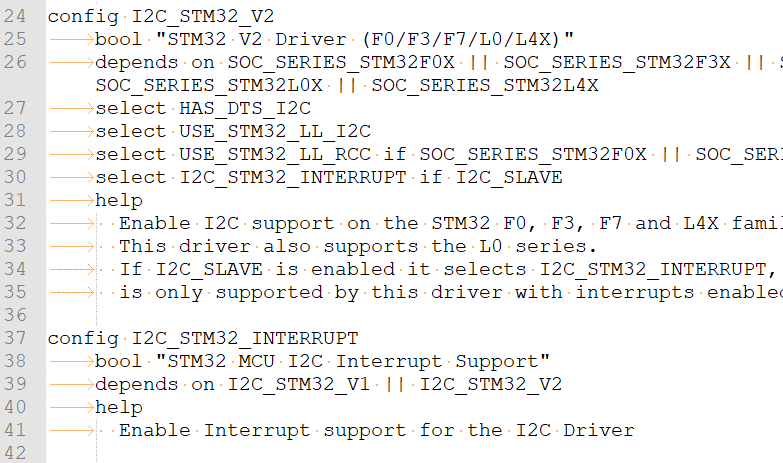 24 config I2C_STM32_V2
25 bool "STM32 V2 Driver (F0/F3/F7/L0/L4X)"
26 depends on SOC_SERIES_STM32F0X || SOC_SERIES_STM32F3X ||
SOC_SERIES_STM32L0X || SOC_SERIES_STM32L4X
27 select HAS_DTS_I2C
28 select USE_STM32_LL_I2C
29 select USE_STM32_LL_RCC if SOC_SERIES_STM32F0X || SOC_SERI
30 select I2C_STM32_INTERRUPT if I2C_SLAVE
31 help
32 Enable I2C support on the STM32 F0, F3, F7 and L4X famil
33 This driver also supports the L0 series.
34 If I2C_SLAVE is enabled it selects I2C_STM32_INTERRUPT,
35 is only supported by this driver with interrupts enabled
36
37 config I2C_STM32_INTERRUPT
38 bool "STM32 MCU I2C Interrupt Support"
39 depends on I2C_STM32_V1 || I2C_STM32_V2
40 help
41 Enable Interrupt support for the I2C Driver
42